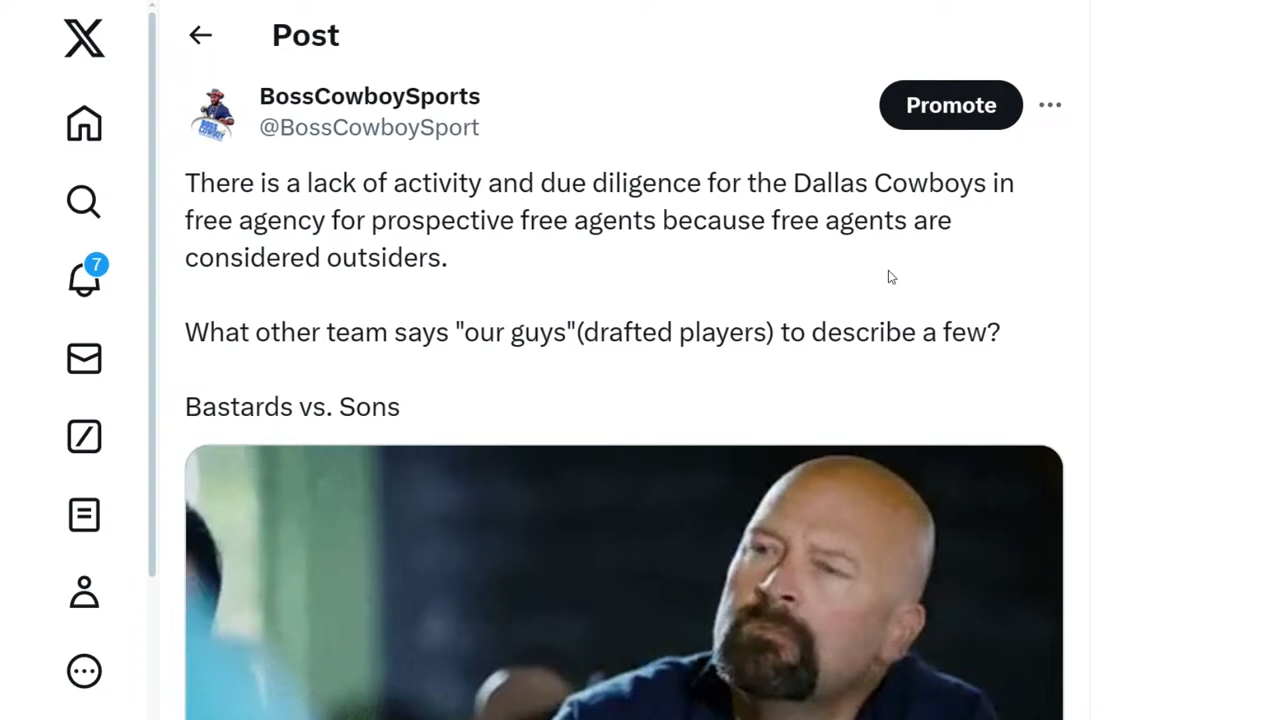 Post
BossCowboySports
@BossCowboySport
Promote
There is a lack of activity and due diligence for the Dallas Cowboys in
free agency for prospective free agents because free agents are
considered outsiders.
What other team says "our guys"(drafted players) to describe a few?
Bastards vs. Sons
7